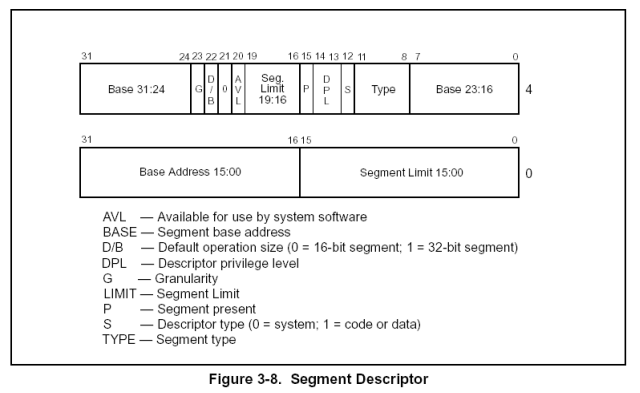 31 24 23 22 21 20 19 16 15 14 13 12 11 8 7 0
Base 31:24 G D/B 0 AVL Seg. Limit 19:16 P DPL S Type Base 23:16 4
31 16 15 0
Base Address 15:00 Segment Limit 15:00 0
AVL — Available for use by system software
BASE — Segment base address
D/B — Default operation size (0 = 16-bit segment; 1 = 32-bit segment)
DPL — Descriptor privilege level
G — Granularity
LIMIT — Segment Limit
P — Segment present
S — Descriptor type (0 = system; 1 = code or data)
TYPE — Segment type
Figure 3-8. Segment Descriptor